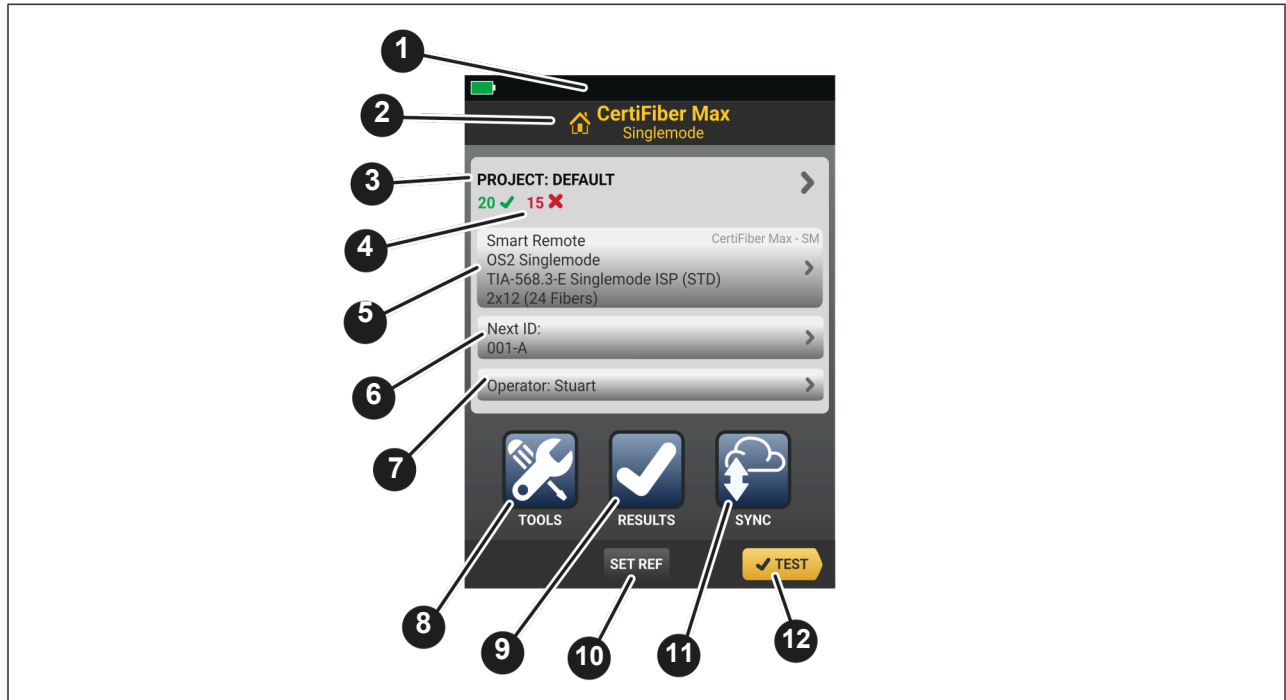 1
2
CertiFiber Max
Singlemode
3
PROJECT: DEFAULT
20 ✓ 15 ✗
4
Smart Remote CertiFiber Max - SM
OS2 Singlemode
TIA-568.3-E Singlemode ISP (STD)
2x12 (24 Fibers)
5
Next ID:
001-A
6
Operator: Stuart
7
TOOLS RESULTS SYNC
SET REF ✓ TEST
8
9
10
11
12